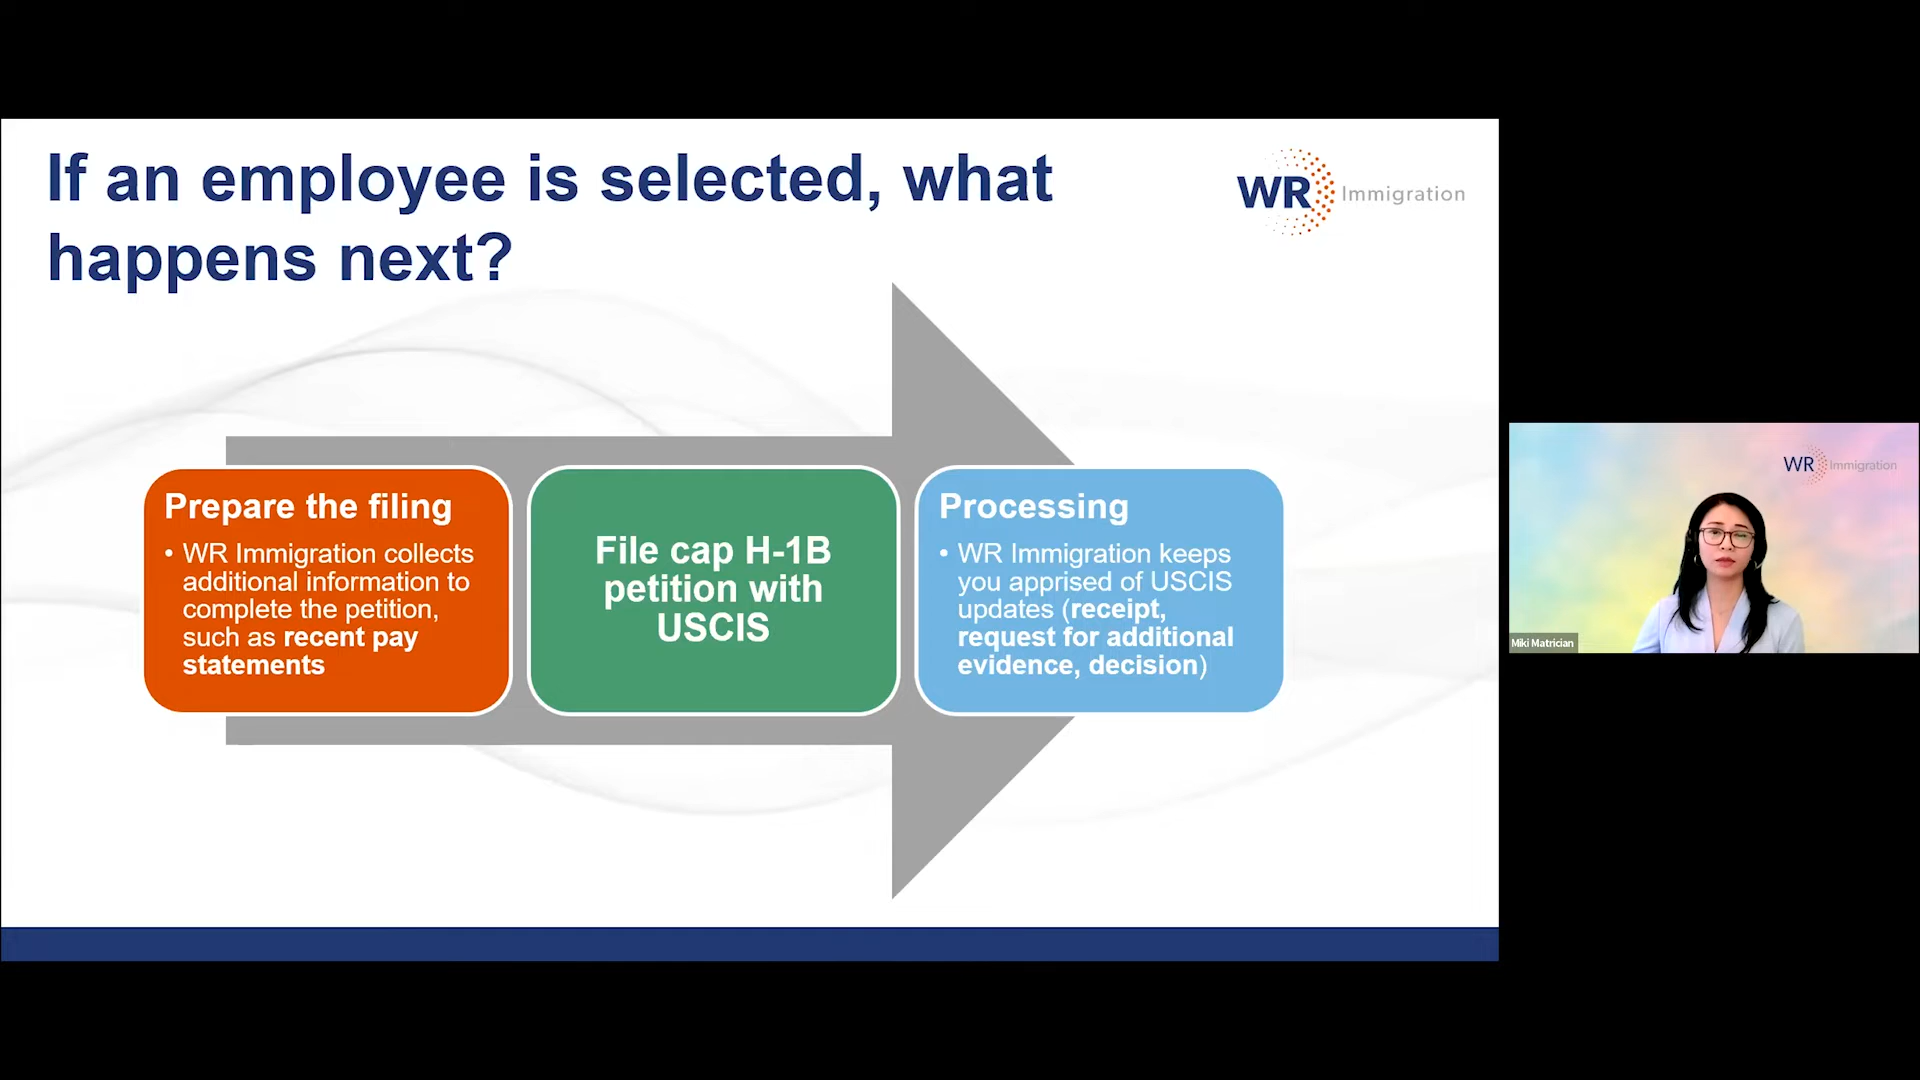 If an employee is selected, what
happens next?
WR Immigration
Prepare the filing
• WR Immigration collects
additional information to
complete the petition,
such as recent pay
statements
File cap H-1B
petition with
USCIS
Processing
• WR Immigration keeps
you apprised of USCIS
updates (receipt,
request for additional
evidence, decision)
WR Immigration
Miki Matrician